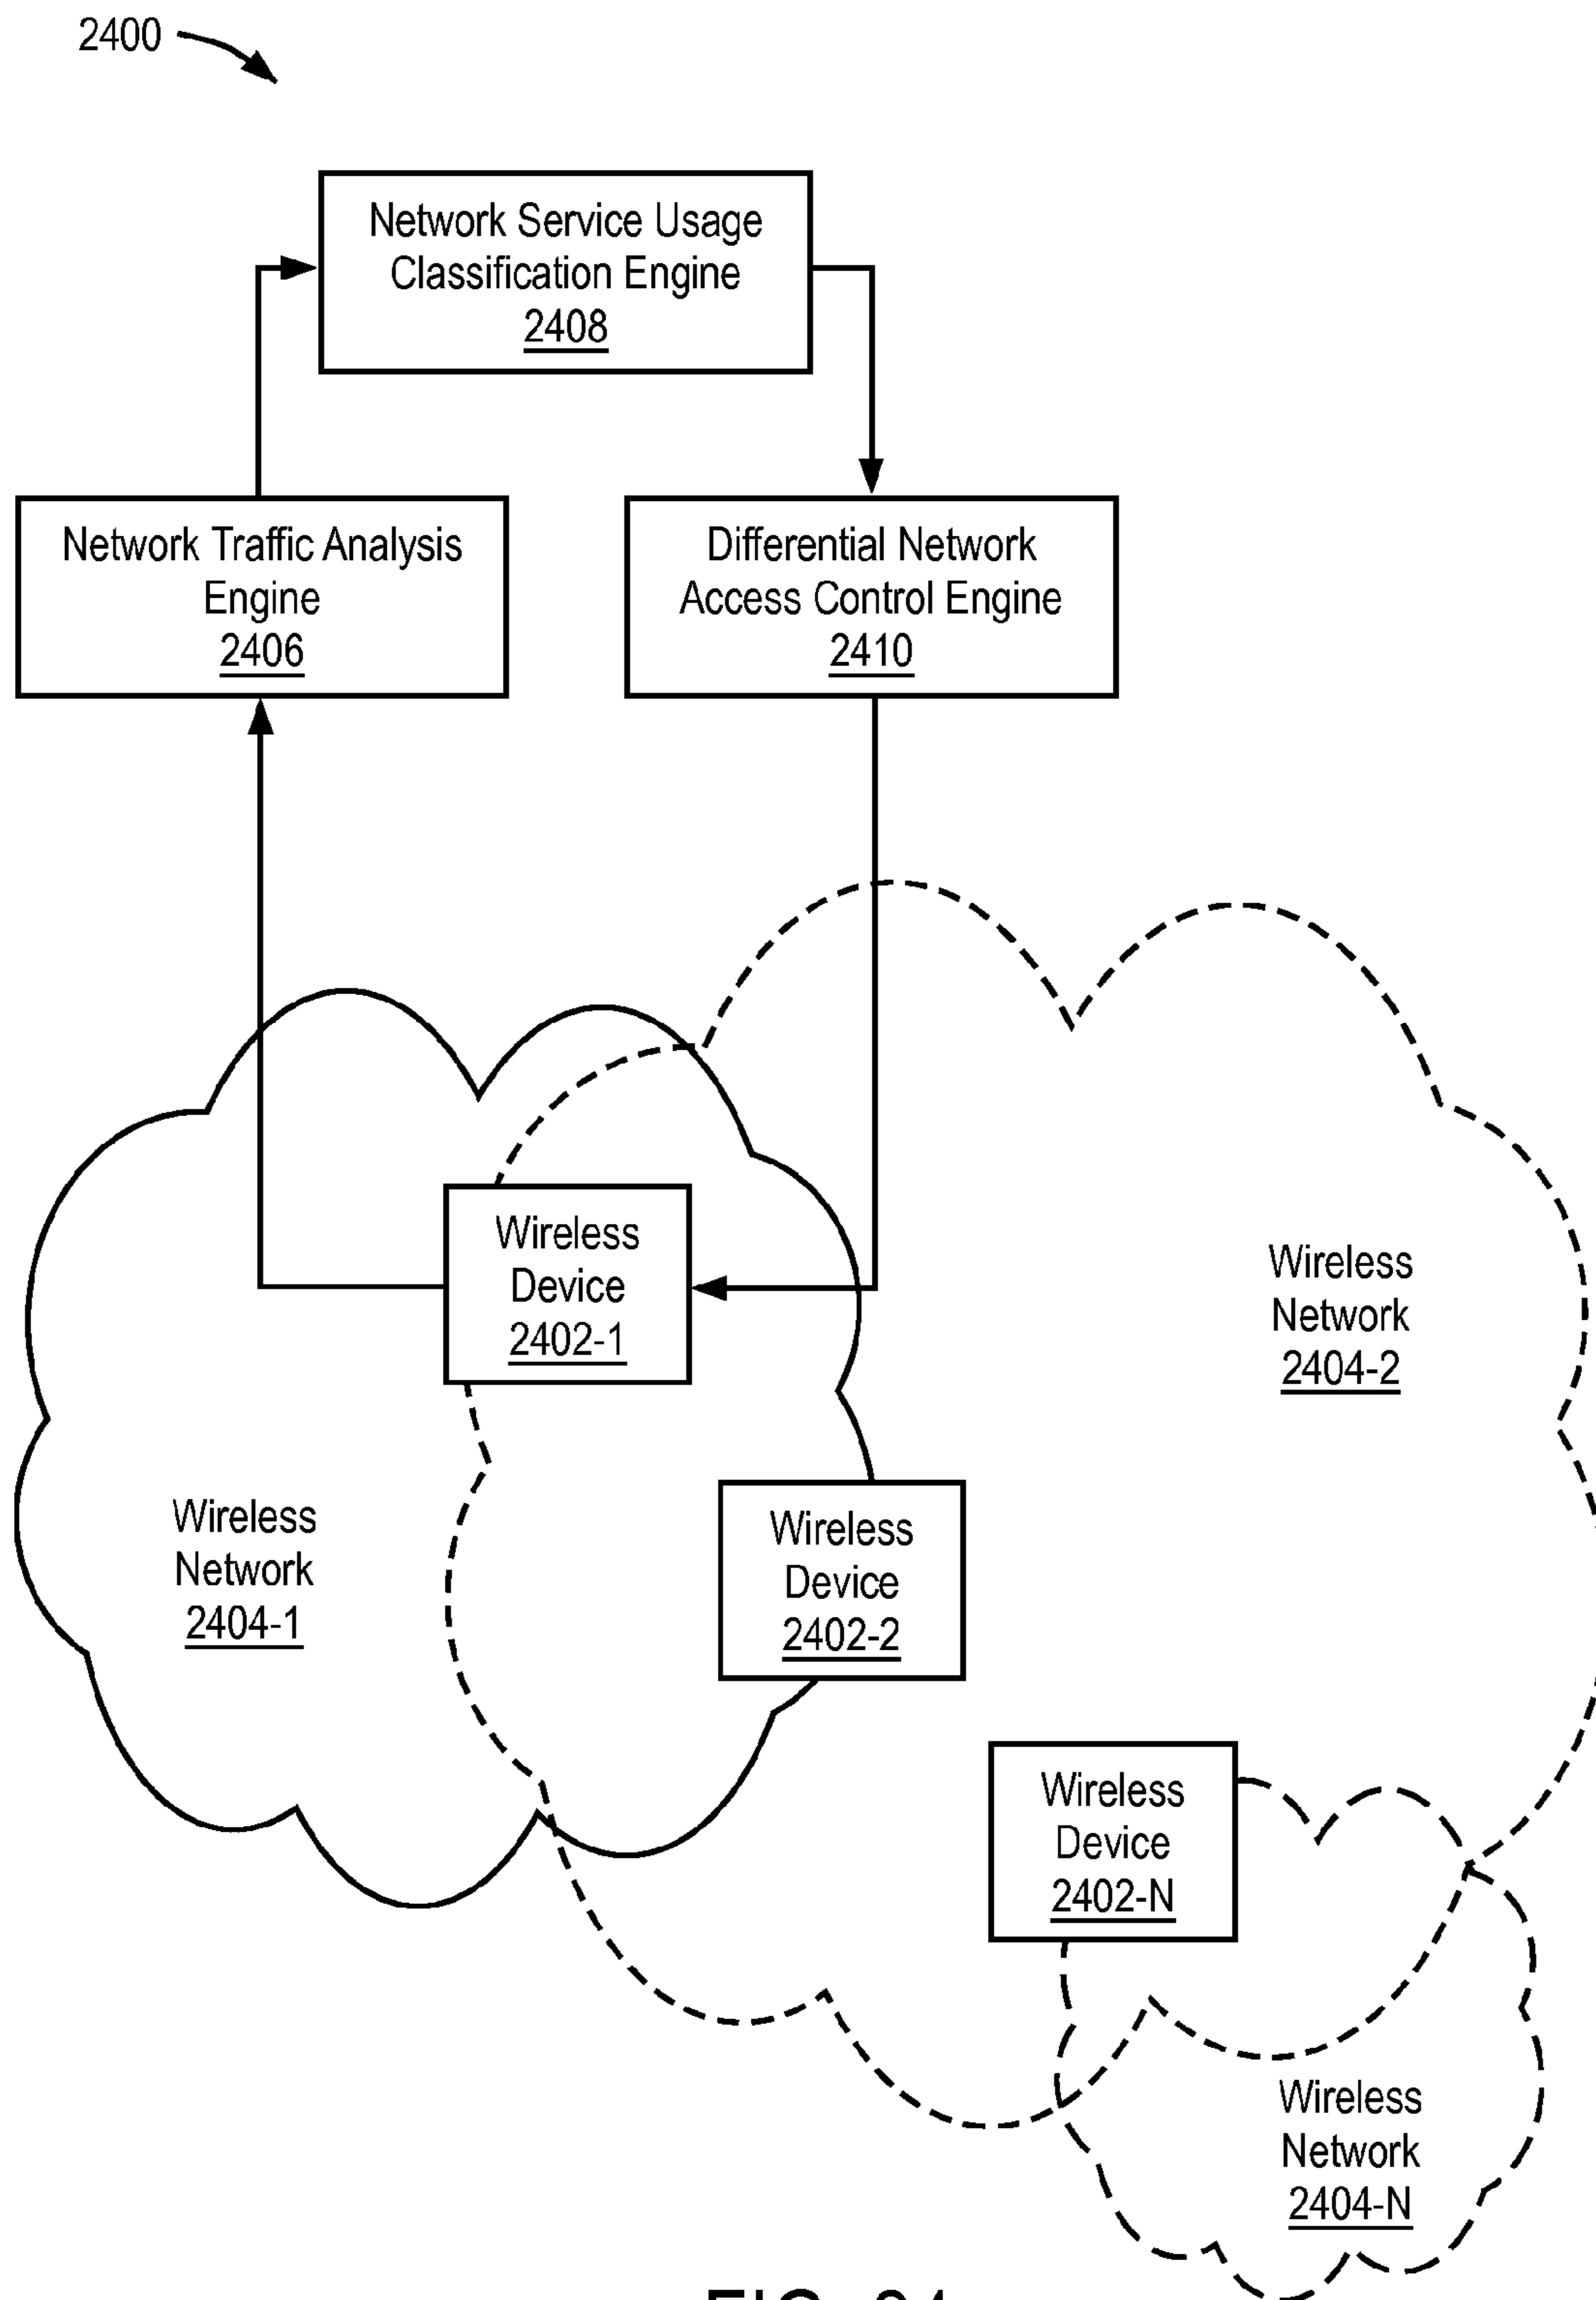 2400
Network Service Usage
Classification Engine
2408
Network Traffic Analysis
Engine
2406
Differential Network
Access Control Engine
2410
Wireless
Device
2402-1
Wireless
Network
2404-2
Wireless
Network
2404-1
Wireless
Device
2402-2
Wireless
Device
2402-N
Wireless
Network
2404-N